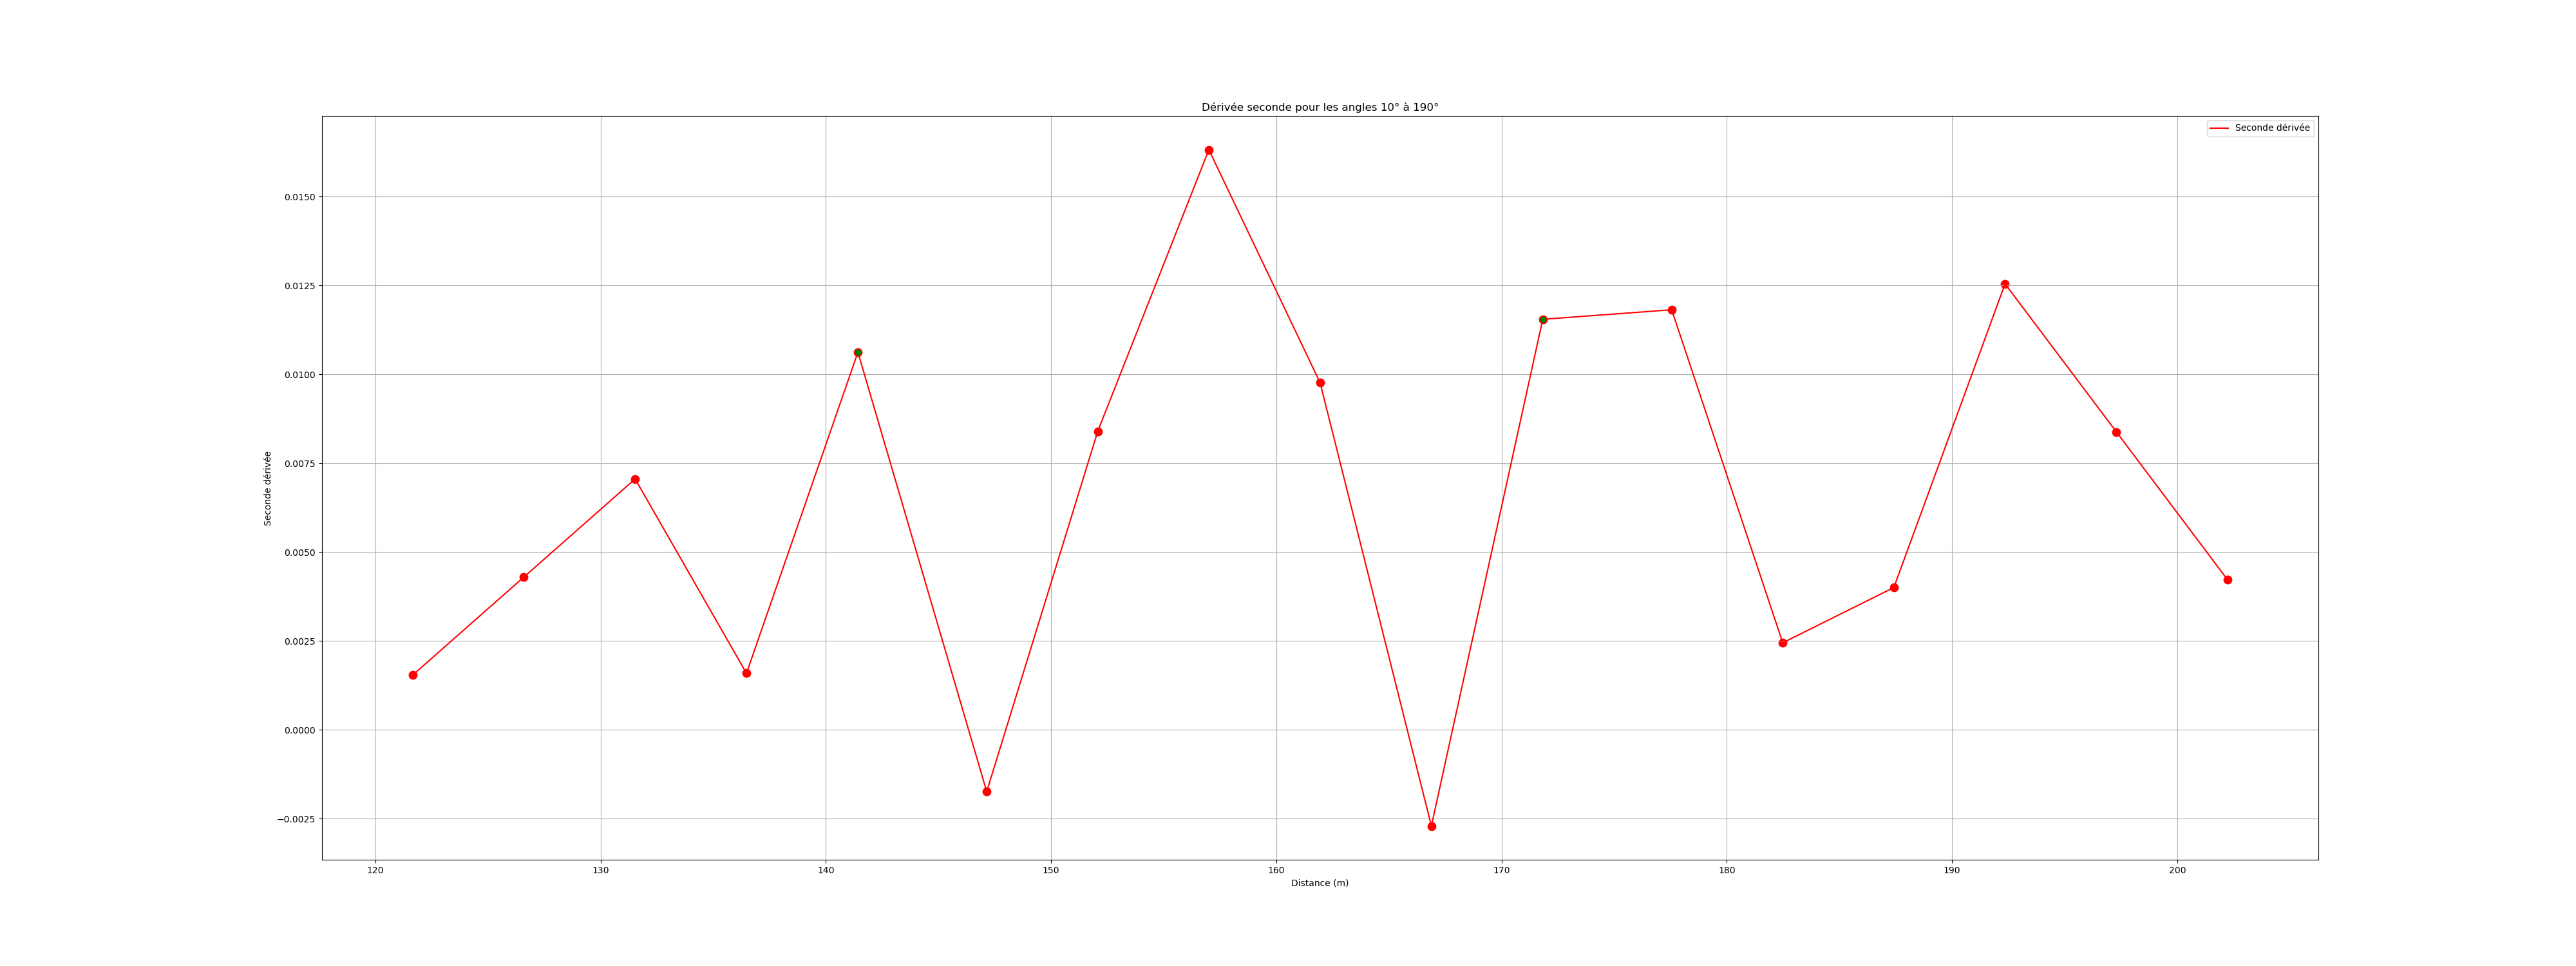 Dérivée seconde pour les angles 10° à 190°
Seconde dérivée
0.0150
0.0125
0.0100
0.0075
0.0050
0.0025
0.0000
−0.0025
Seconde dérivée
120 130 140 150 160 170 180 190 200
Distance (m)